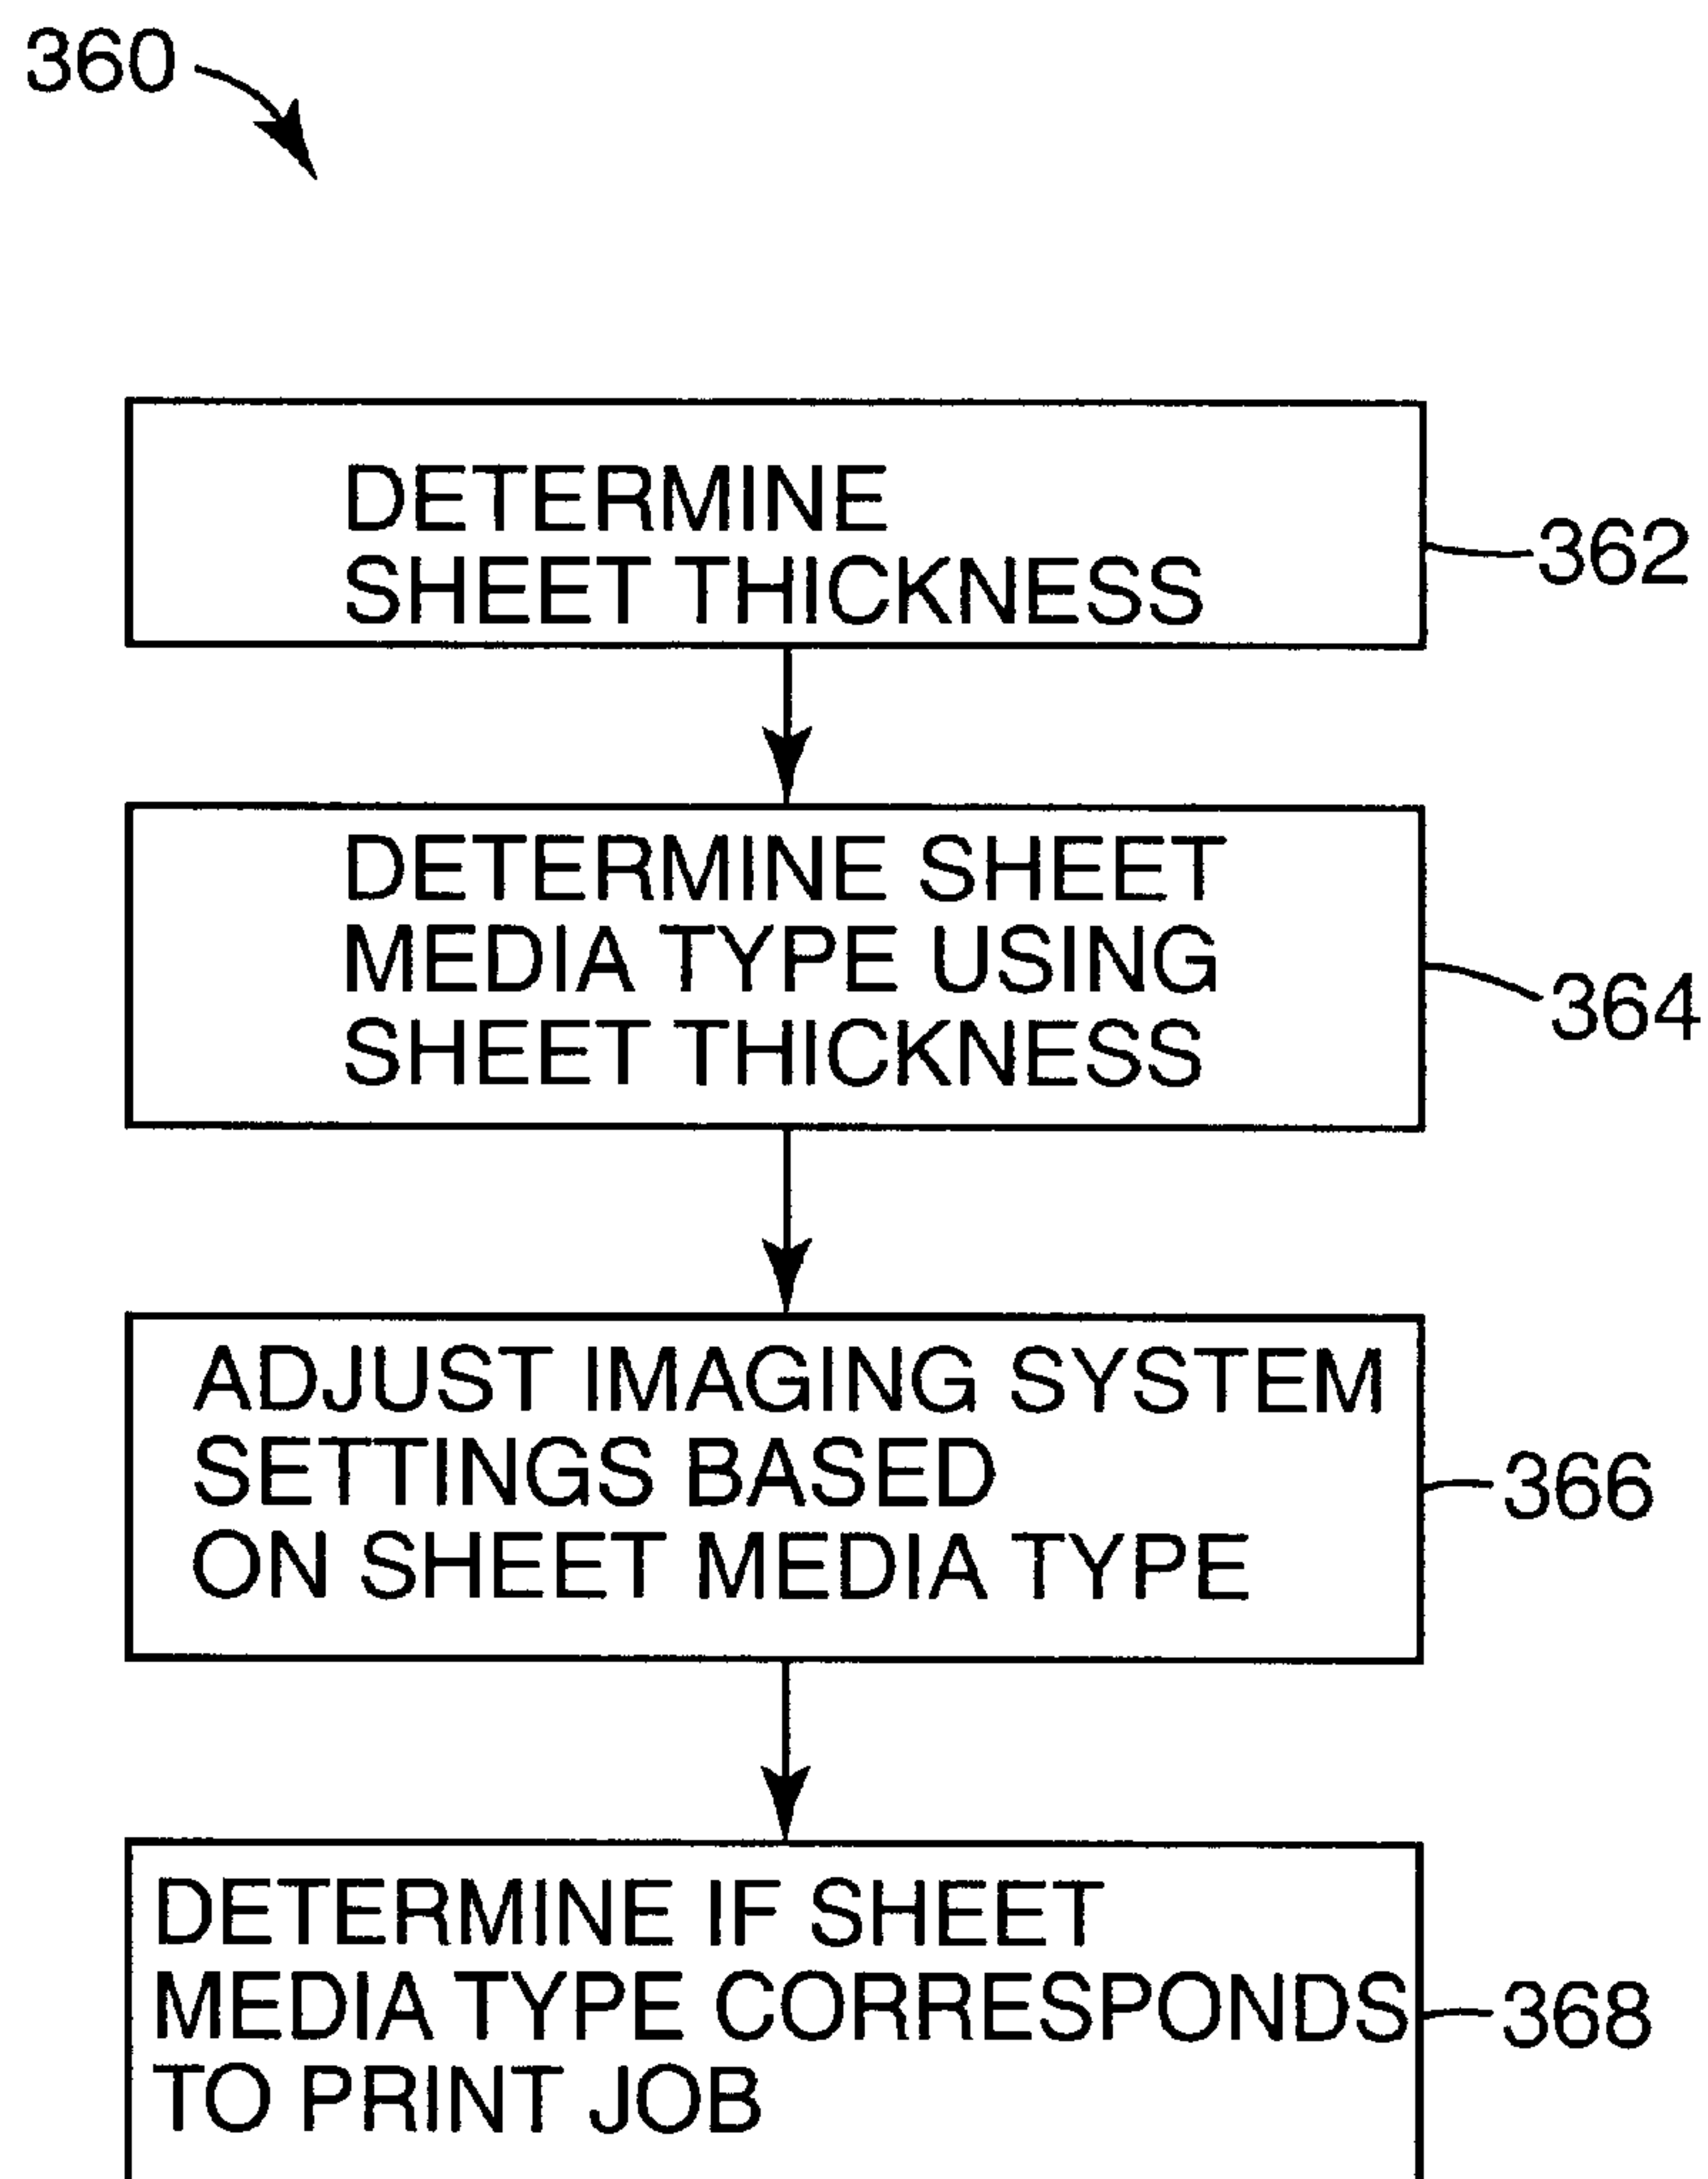 360
DETERMINE
SHEET THICKNESS
362
DETERMINE SHEET
MEDIA TYPE USING
SHEET THICKNESS
364
ADJUST IMAGING SYSTEM
SETTINGS BASED
ON SHEET MEDIA TYPE
366
DETERMINE IF SHEET
MEDIA TYPE CORRESPONDS
TO PRINT JOB
368